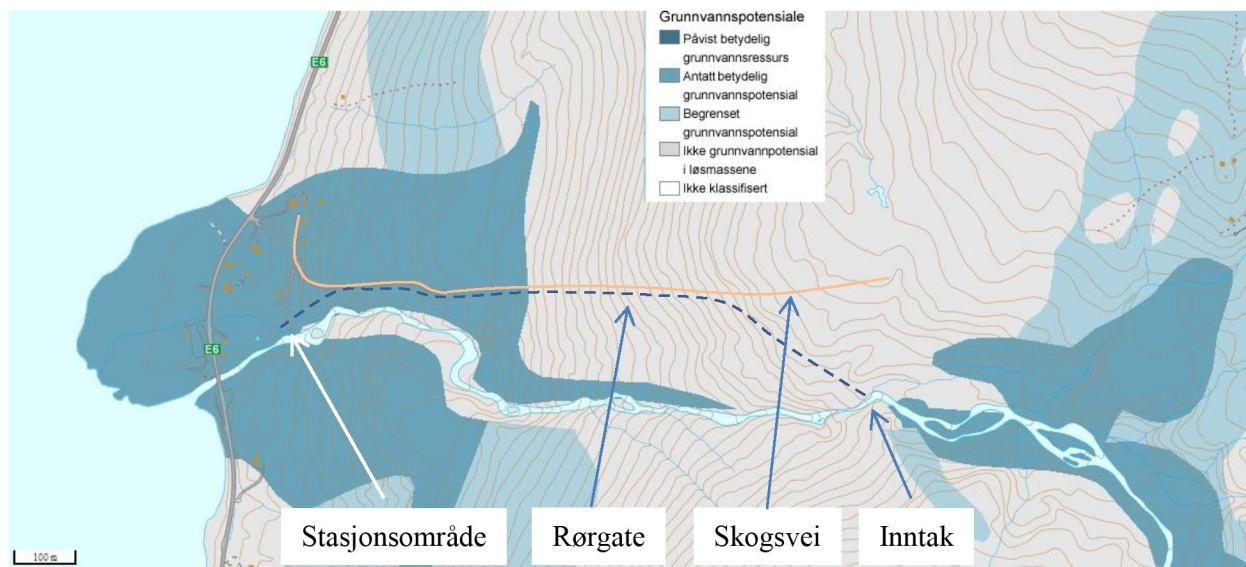 Grunnvannspotensiale
Påvist betydelig
grunnvannsressurs
Antatt betydelig
grunnvannspotensial
Begrenset
grunnvannspotensial
Ikke grunnvannpotensial
i løsmassene
Ikke klassifisert
E6
E6
Stasjonsområde
Rørgate
Skogsvei
Inntak
100 m